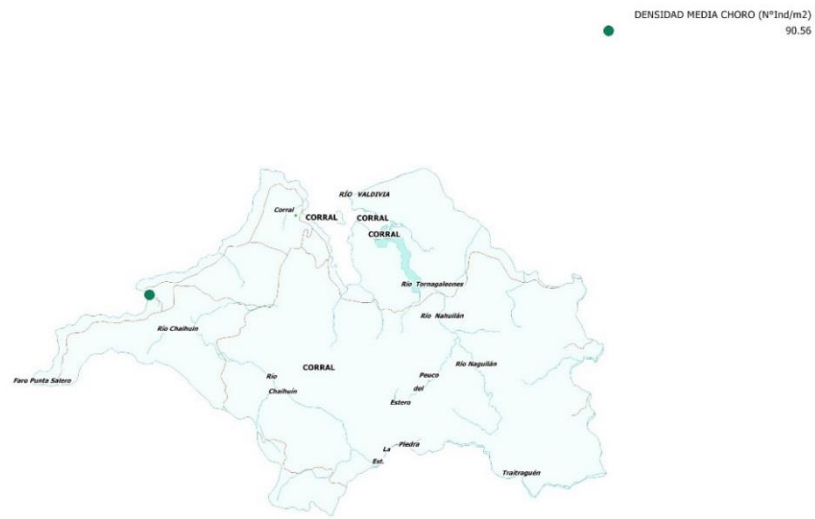 DENSIDAD MEDIA CHORO (N°Ind/m2)
90.56
RÍO VALDIVIA
Corral
CORRAL
CORRAL
CORRAL
Río Tornagaleones
Río Nahuilán
Río Chaihuín
Río Naguilán
CORRAL
Río
Chaihuín
Peuco
del
Estero
Faro Punta Galera
La Piedra
Est.
Traitraguén